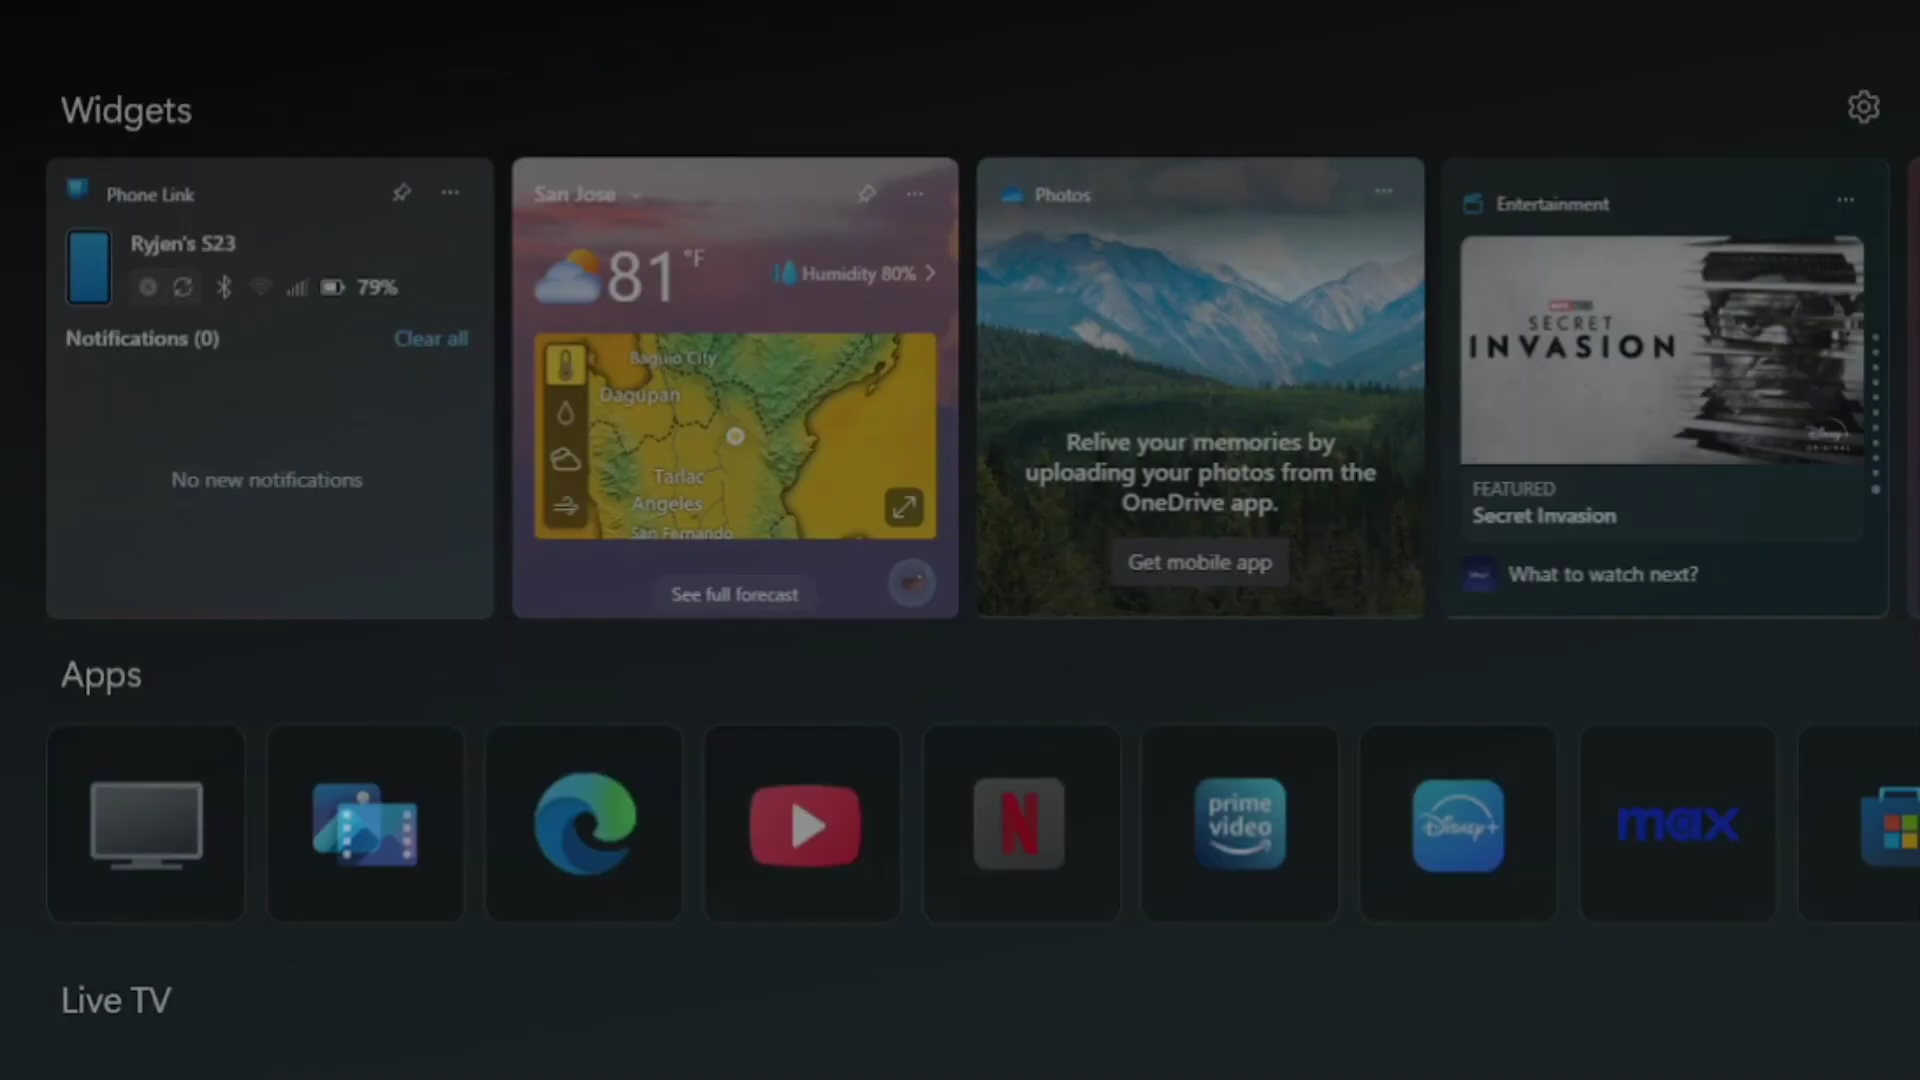 Widgets
Phone Link
Ryjen's S23
79%
Notifications (0)
Clear all
No new notifications
San Jose
81 °F
Humidity 80%
Baguio City
Dagupan
Tarlac
Angeles
San Fernando
See full forecast
Photos
Relive your memories by
uploading your photos from the
OneDrive app.
Get mobile app
Entertainment
SECRET
INVASION
Disney+
ORIGINAL
FEATURED
Secret Invasion
What to watch next?
Apps
N
prime
video
Disney+
max
Live TV